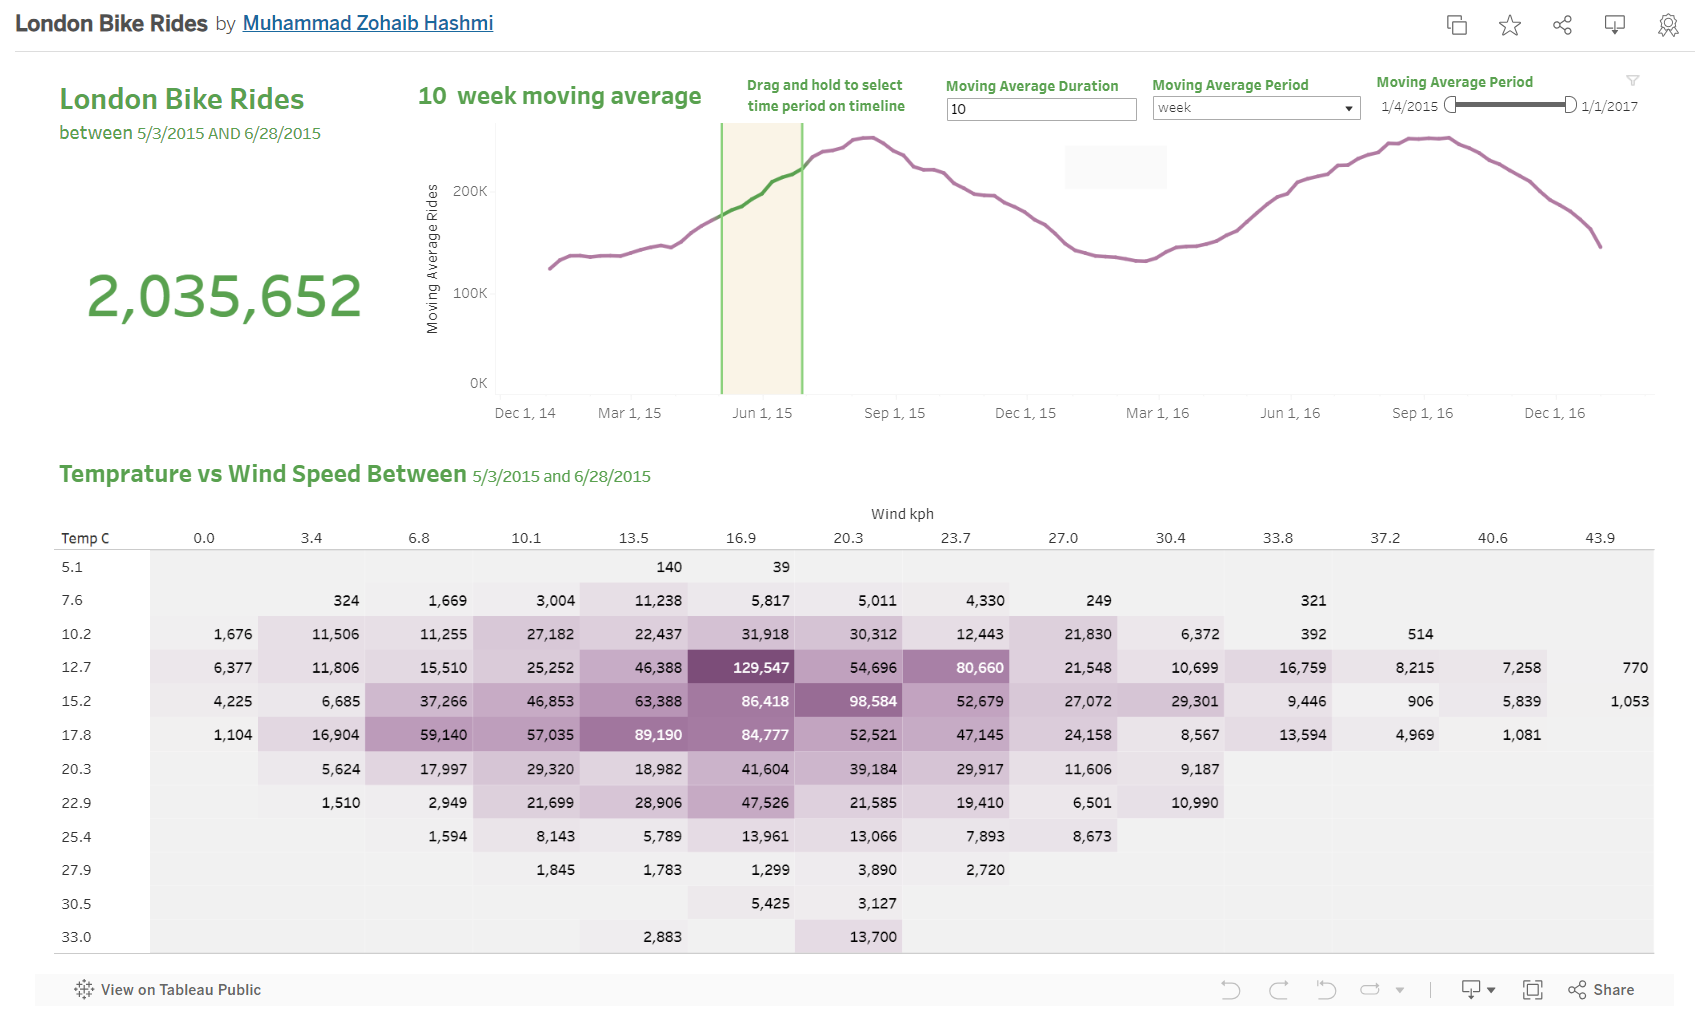 London Bike Rides by Muhammad Zohaib Hashmi
London Bike Rides
between 5/3/2015 AND 6/28/2015
2,035,652
10 week moving average
Drag and hold to select
time period on timeline
Moving Average Duration
10
Moving Average Period
week
Moving Average Period
1/4/2015 1/1/2017
Moving Average Rides
200K
100K
0K
Dec 1, 14 Mar 1, 15 Jun 1, 15 Sep 1, 15 Dec 1, 15 Mar 1, 16 Jun 1, 16 Sep 1, 16 Dec 1, 16
Temprature vs Wind Speed Between 5/3/2015 and 6/28/2015
Wind kph
Temp C 0.0 3.4 6.8 10.1 13.5 16.9 20.3 23.7 27.0 30.4 33.8 37.2 40.6 43.9
5.1 140 39
7.6 324 1,669 3,004 11,238 5,817 5,011 4,330 249 321
10.2 1,676 11,506 11,255 27,182 22,437 31,918 30,312 12,443 21,830 6,372 392 514
12.7 6,377 11,806 15,510 25,252 46,388 129,547 54,696 80,660 21,548 10,699 16,759 8,215 7,258 770
15.2 4,225 6,685 37,266 46,853 63,388 86,418 98,584 52,679 27,072 29,301 9,446 906 5,839 1,053
17.8 1,104 16,904 59,140 57,035 89,190 84,777 52,521 47,145 24,158 8,567 13,594 4,969 1,081
20.3 5,624 17,997 29,320 18,982 41,604 39,184 29,917 11,606 9,187
22.9 1,510 2,949 21,699 28,906 47,526 21,585 19,410 6,501 10,990
25.4 1,594 8,143 5,789 13,961 13,066 7,893 8,673
27.9 1,845 1,783 1,299 3,890 2,720
30.5 5,425 3,127
33.0 2,883 13,700
View on Tableau Public Share